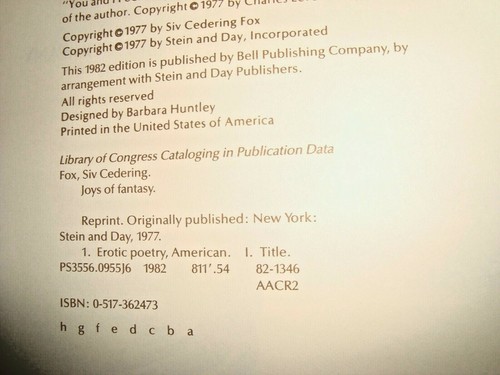 "You and I
of the author. Copyright © 1977 by Charles
Copyright © 1977 by Siv Cedering Fox
Copyright © 1977 by Stein and Day, Incorporated
This 1982 edition is published by Bell Publishing Company, by
arrangement with Stein and Day Publishers.
All rights reserved
Designed by Barbara Huntley
Printed in the United States of America
Library of Congress Cataloging in Publication Data
Fox, Siv Cedering.
Joys of fantasy.
Reprint. Originally published: New York:
Stein and Day, 1977.
1. Erotic poetry, American. I. Title.
PS3556.0955J6 1982 811'.54 82-1346
AACR2
ISBN: 0-517-362473
h g f e d c b a